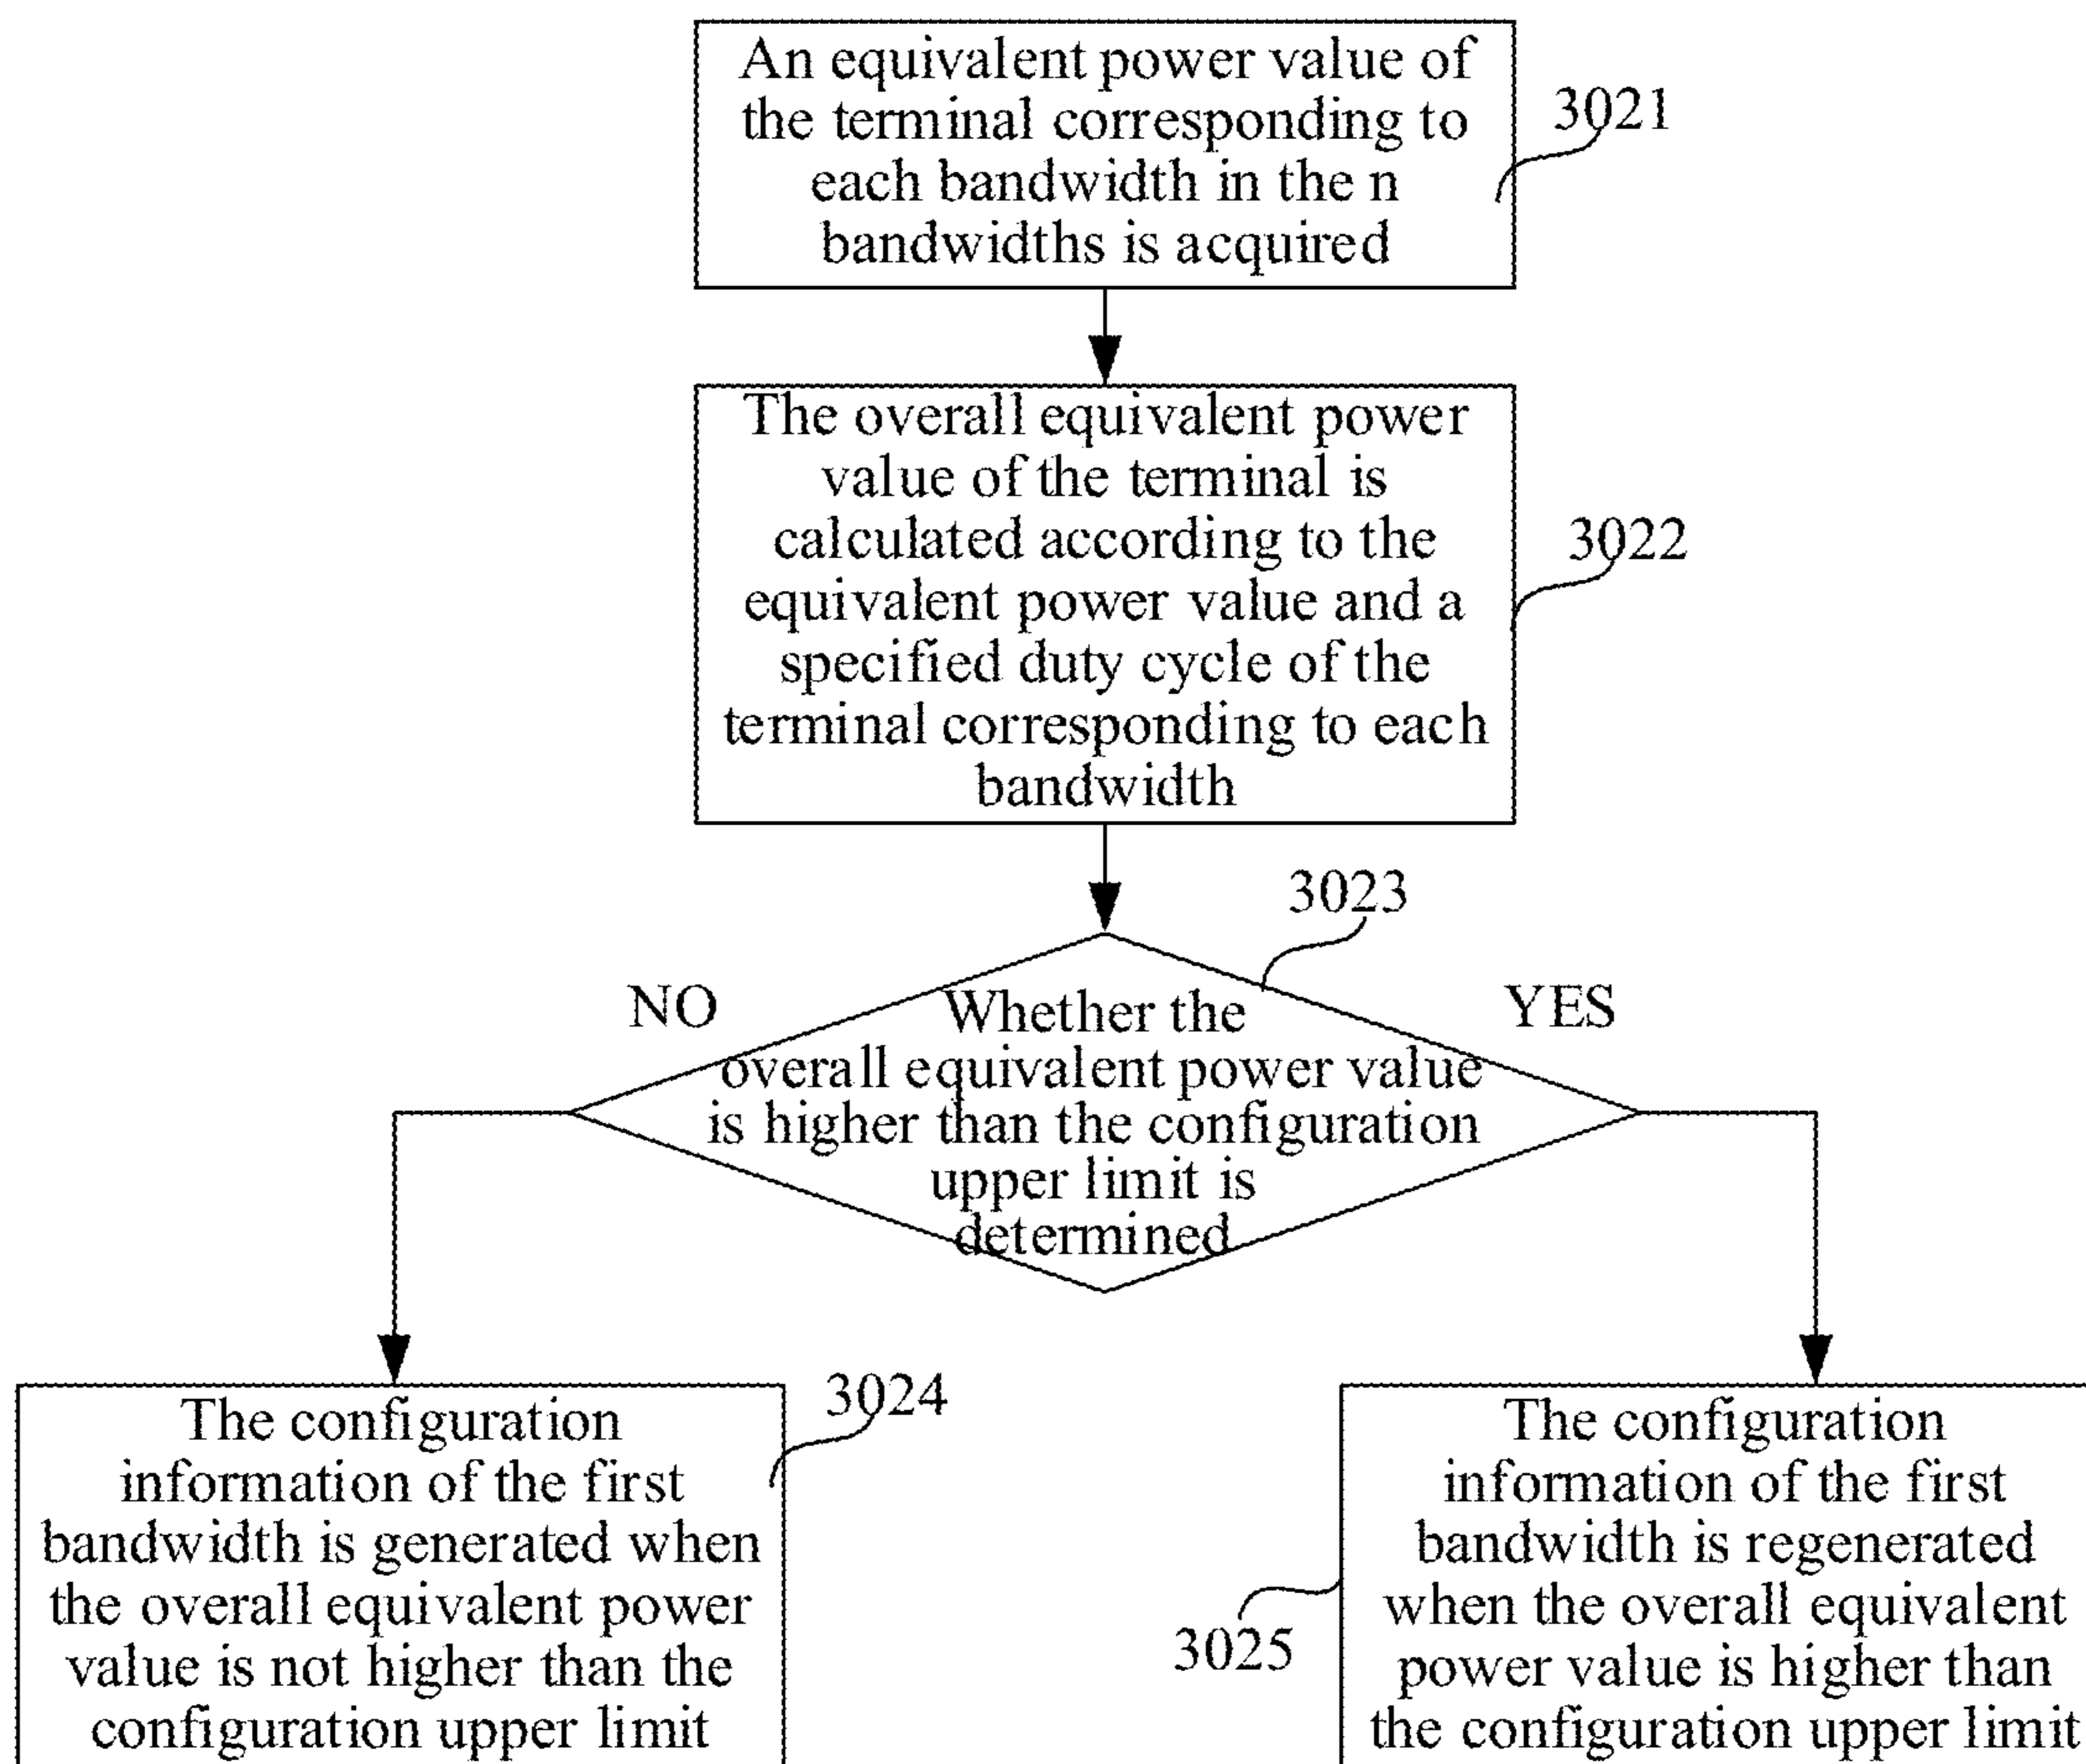 An equivalent power value of
the terminal corresponding to
each bandwidth in the n
bandwidths is acquired
3021
The overall equivalent power
value of the terminal is
calculated according to the
equivalent power value and a
specified duty cycle of the
terminal corresponding to each
bandwidth
3022
3023
NO
YES
Whether the
overall equivalent power value
is higher than the configuration
upper limit is
determined
The configuration
information of the first
bandwidth is generated when
the overall equivalent power
value is not higher than the
configuration upper limit
3024
The configuration
information of the first
bandwidth is regenerated
when the overall equivalent
power value is higher than
the configuration upper limit
3025